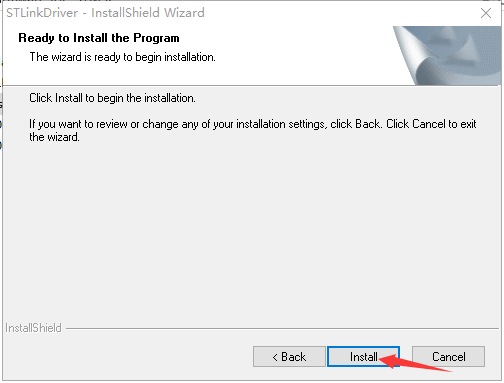 STLinkDriver - InstallShield Wizard
Ready to Install the Program
The wizard is ready to begin installation.
Click Install to begin the installation.
If you want to review or change any of your installation settings, click Back. Click Cancel to exit
the wizard.
InstallShield
< Back
Install
Cancel